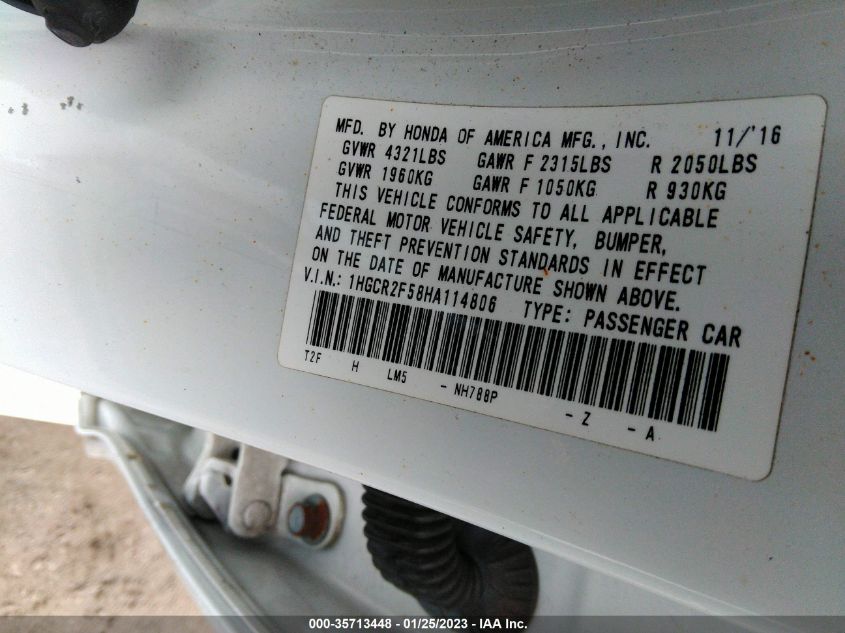 MFD. BY HONDA OF AMERICA MFG., INC. 11/'16
GVWR 4321LBS GAWR F 2315LBS R 2050LBS
GVWR 1960KG GAWR F 1050KG R 930KG
THIS VEHICLE CONFORMS TO ALL APPLICABLE
FEDERAL MOTOR VEHICLE SAFETY, BUMPER,
AND THEFT PREVENTION STANDARDS IN EFFECT
ON THE DATE OF MANUFACTURE SHOWN ABOVE.
V.I.N.: 1HGCR2F58HA114806 TYPE: PASSENGER CAR
T2F H LM5 - NH788P - Z - A
000-35713448 - 01/25/2023 - IAA Inc.